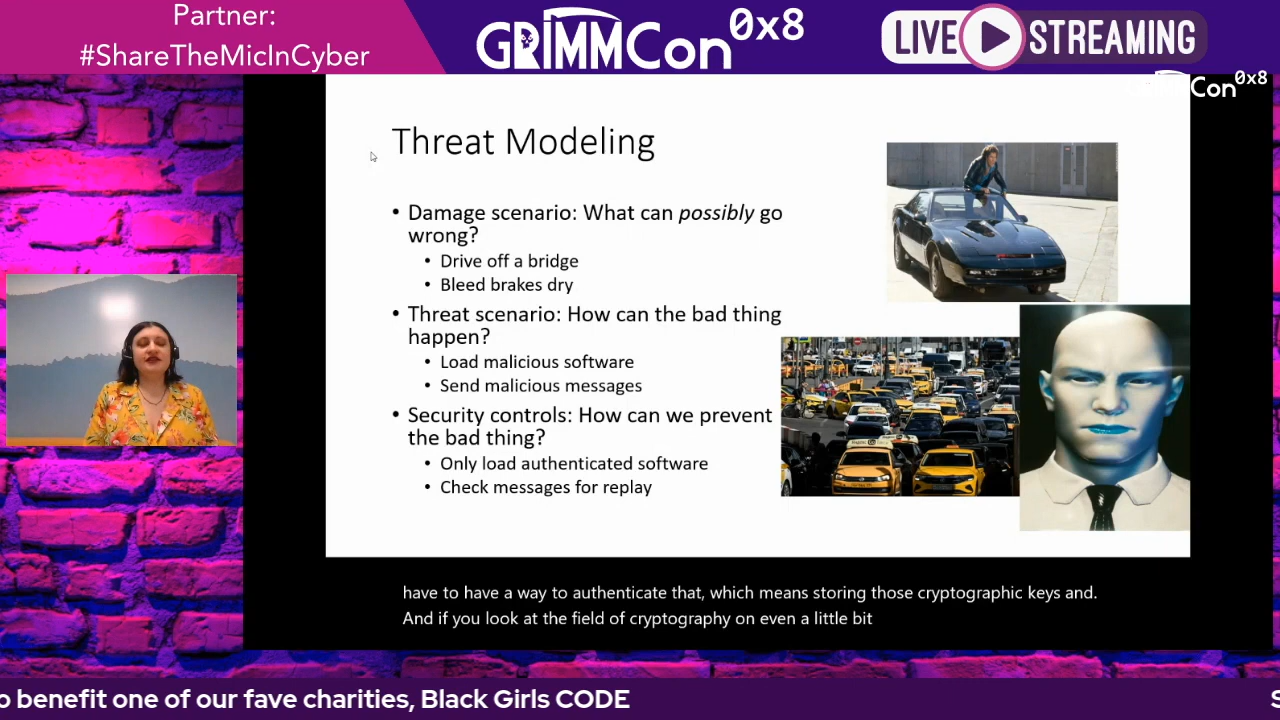 Partner:
#ShareTheMicInCyber
GRIMMCon 0x8
LIVE STREAMING
GRIMMCon 0x8
Threat Modeling
• Damage scenario: What can possibly go
wrong?
• Drive off a bridge
• Bleed brakes dry
• Threat scenario: How can the bad thing
happen?
• Load malicious software
• Send malicious messages
• Security controls: How can we prevent
the bad thing?
• Only load authenticated software
• Check messages for replay
have to have a way to authenticate that, which means storing those cryptographic keys and.
And if you look at the field of cryptography on even a little bit
o benefit one of our fave charities, Black Girls CODE
S